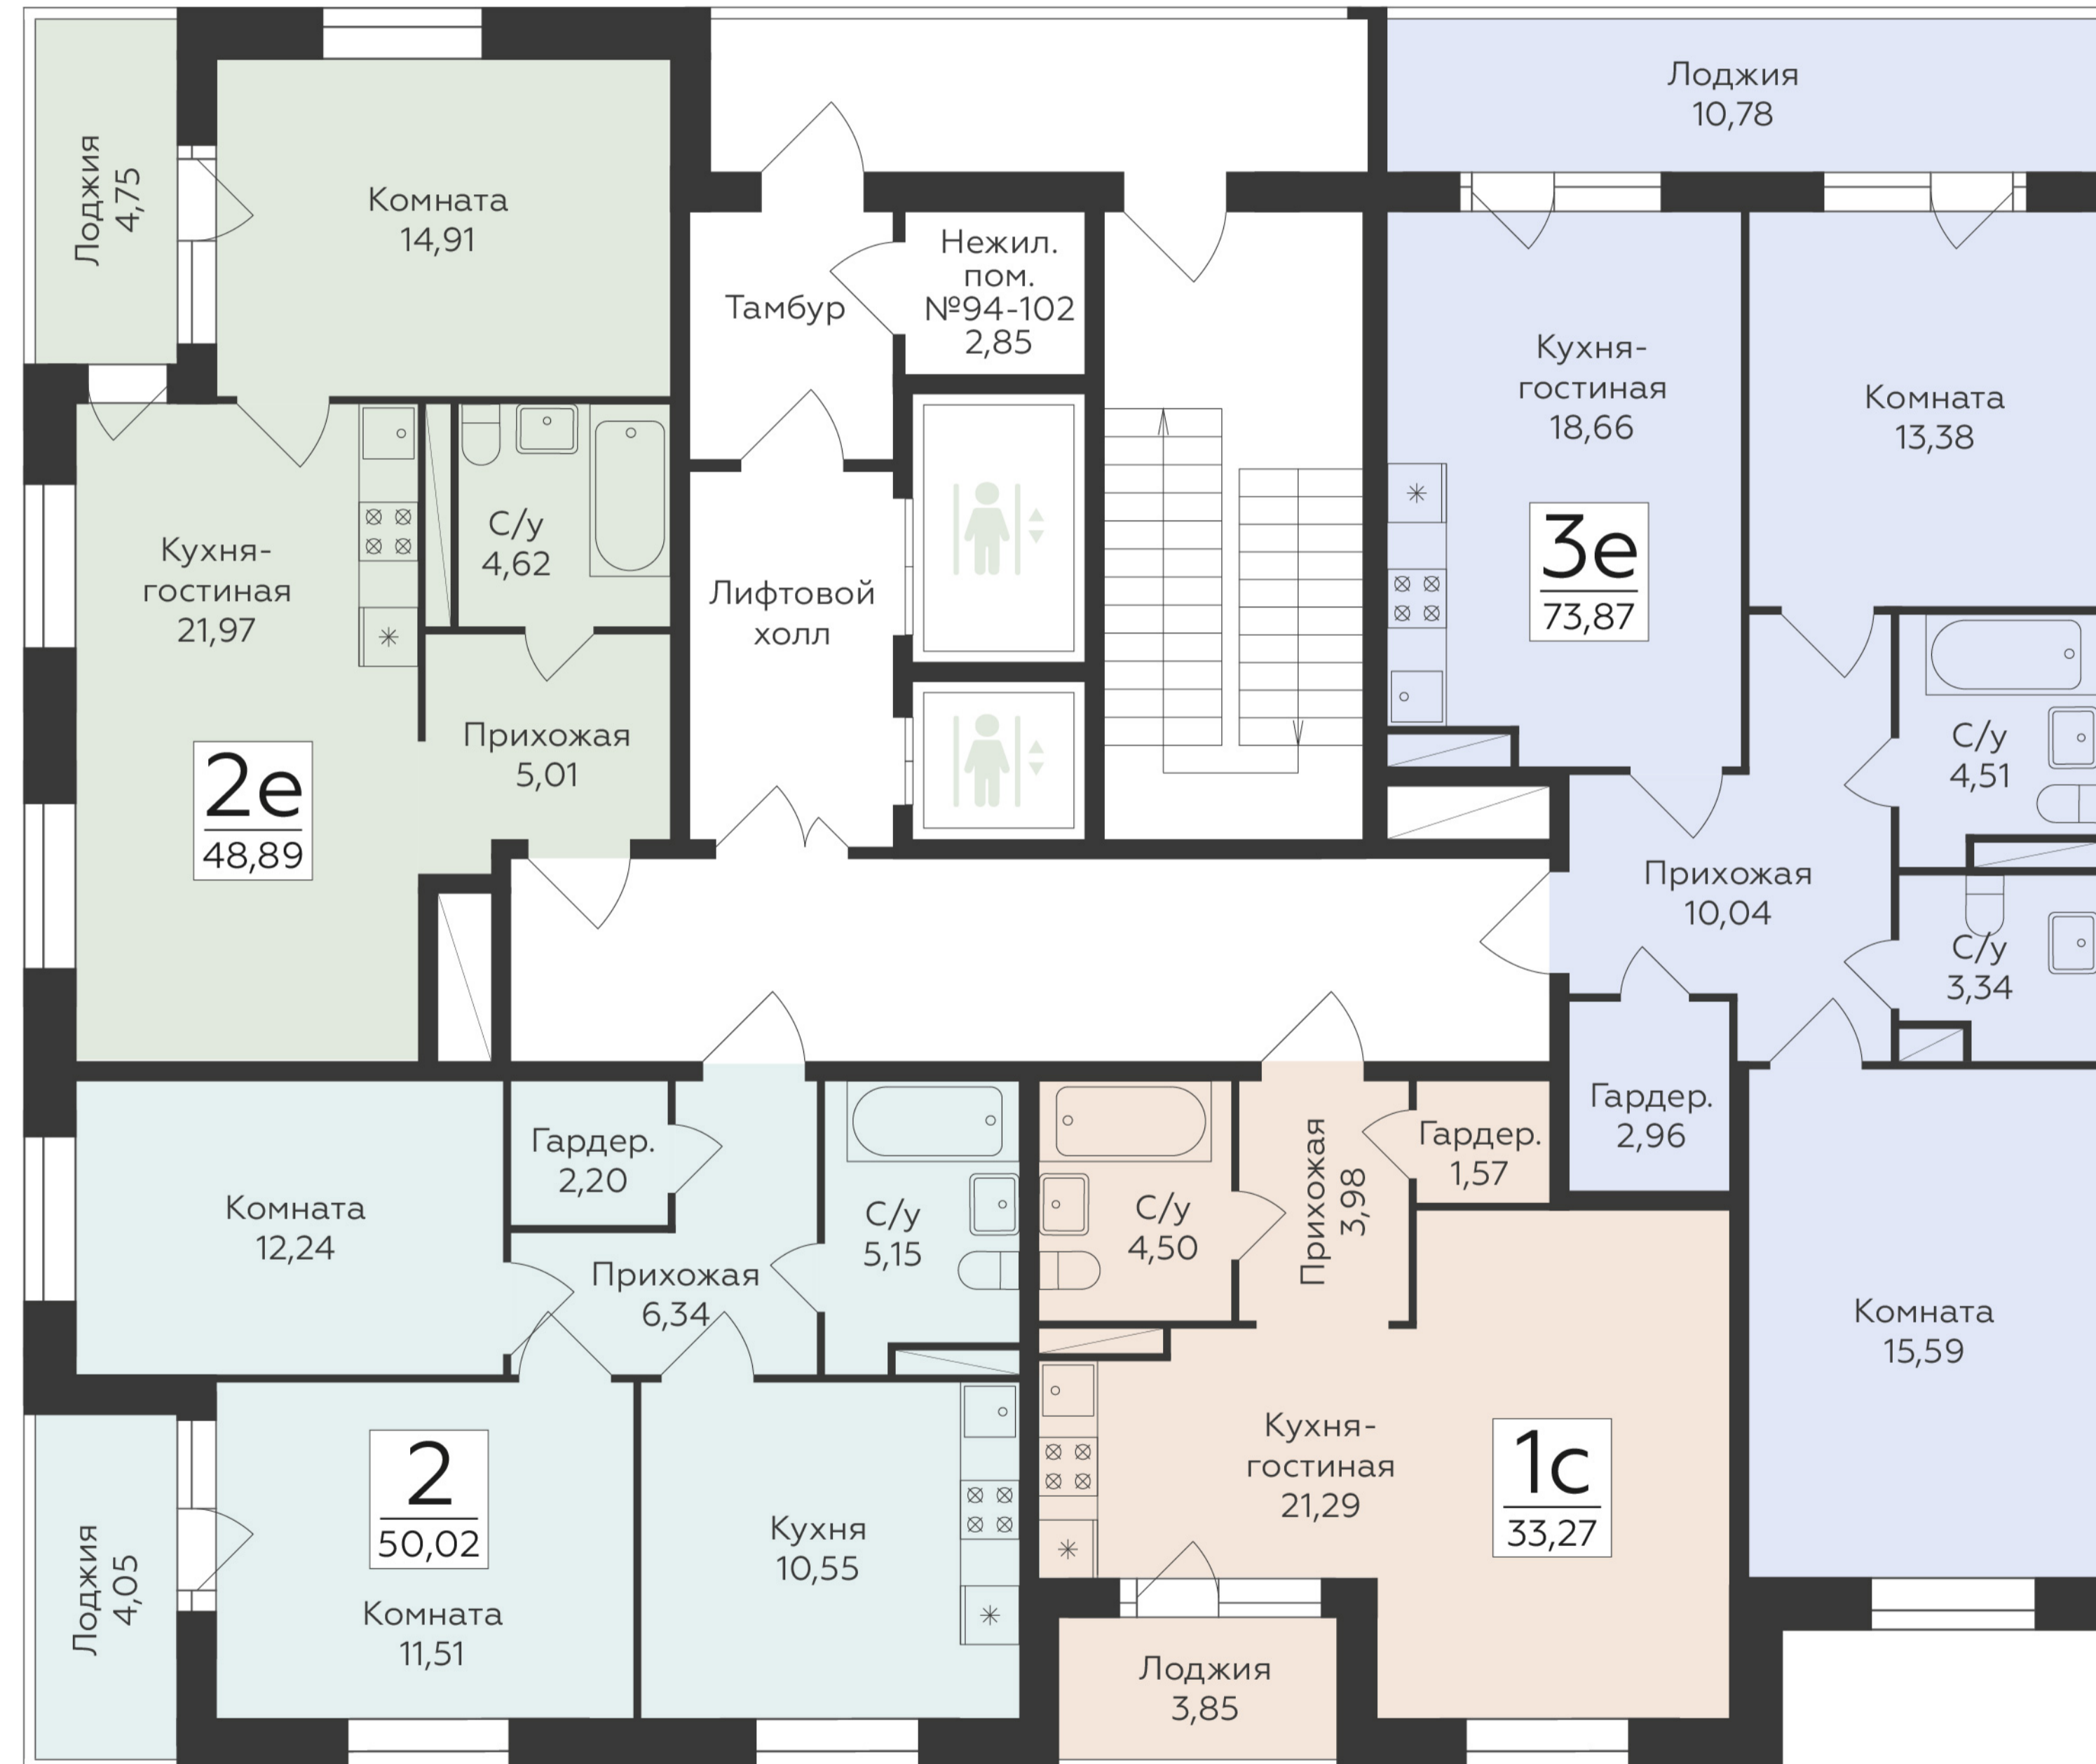 Лоджия
4,75
Комната
14,91
Кухня-
гостиная
21,97
С/у
4,62
Прихожая
5,01
2е
48,89
Тамбур
Нежил.
пом.
№94-102
2,85
Лифтовой
холл
Лоджия
10,78
Кухня-
гостиная
18,66
3е
73,87
Комната
13,38
С/у
4,51
Прихожая
10,04
С/у
3,34
Гардер.
2,96
Комната
15,59
Комната
12,24
Гардер.
2,20
Прихожая
6,34
С/у
5,15
Лоджия
4,05
2
50,02
Комната
11,51
Кухня
10,55
С/у
4,50
Прихожая
3,98
Гардер.
1,57
Кухня-
гостиная
21,29
1с
33,27
Лоджия
3,85